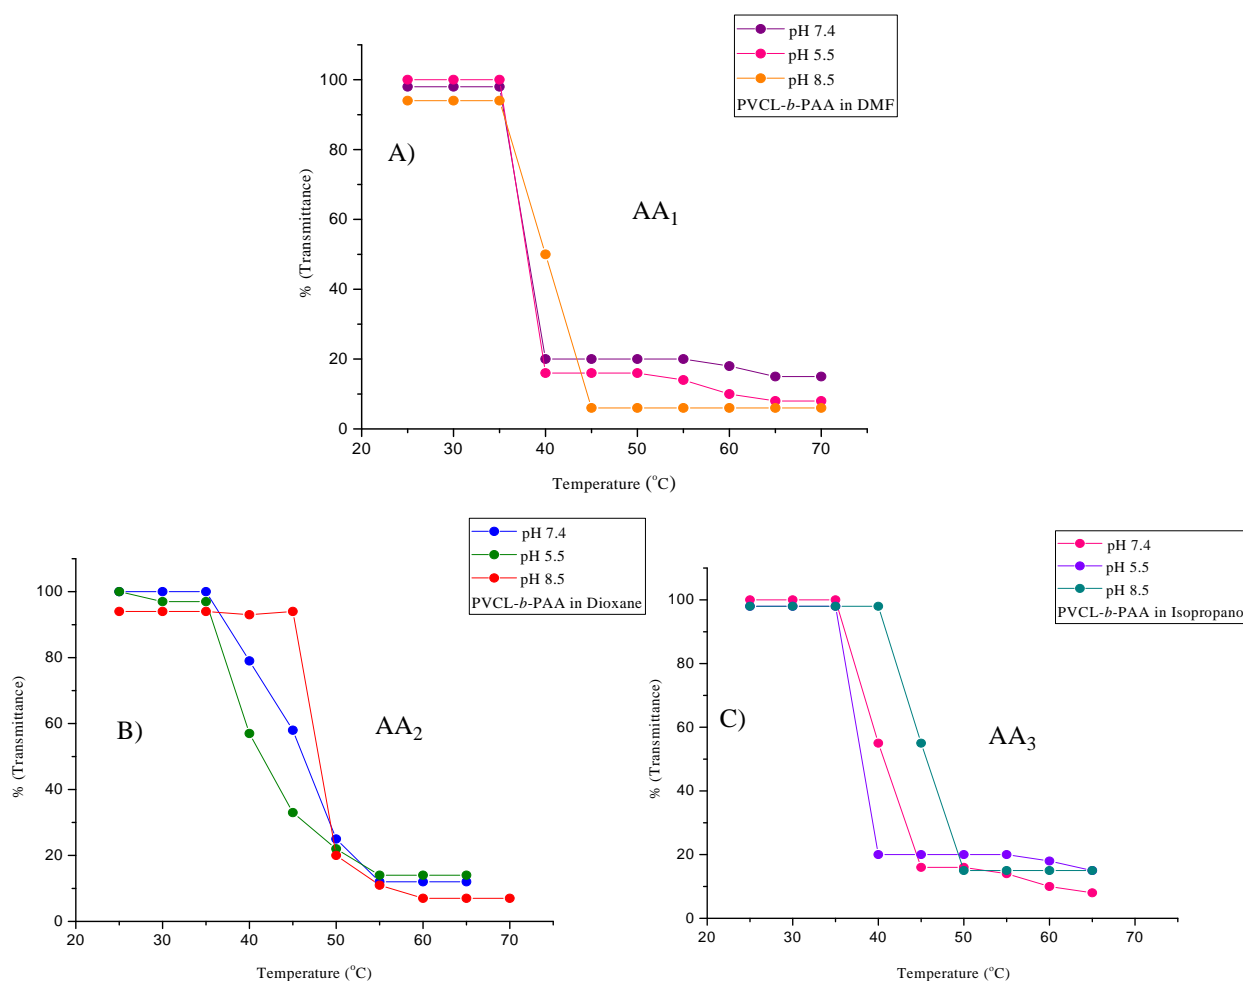 pH 7.4
pH 5.5
pH 8.5
PVCL-b-PAA in DMF
A)
AA₁
% (Transmittance)
100
80
60
40
20
0
20 30 40 50 60 70
Temperature (°C)
pH 7.4
pH 5.5
pH 8.5
PVCL-b-PAA in Dioxane
B)
AA₂
% (Transmittance)
100
80
60
40
20
0
20 30 40 50 60 70
Temperature (°C)
pH 7.4
pH 5.5
pH 8.5
PVCL-b-PAA in Isopropano
C)
AA₃
% (Transmittance)
100
80
60
40
20
0
20 30 40 50 60 70
Temperature (°C)